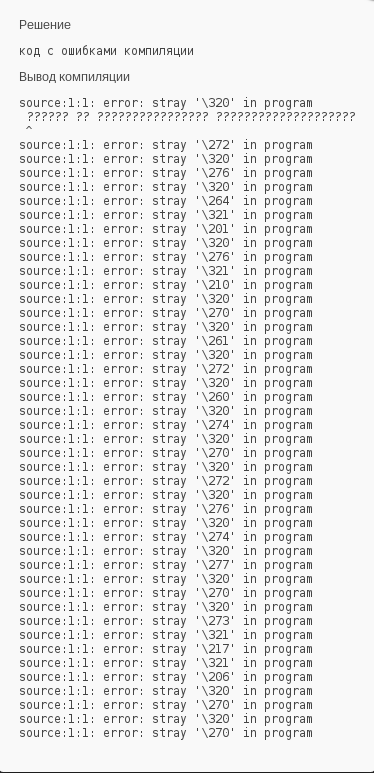 Решение
код с ошибками компиляции
Вывод компиляции
source:1:1: error: stray '\320' in program
?????? ?? ???????????????? ????????????????????
^
source:1:1: error: stray '\272' in program
source:1:1: error: stray '\320' in program
source:1:1: error: stray '\276' in program
source:1:1: error: stray '\320' in program
source:1:1: error: stray '\264' in program
source:1:1: error: stray '\321' in program
source:1:1: error: stray '\201' in program
source:1:1: error: stray '\320' in program
source:1:1: error: stray '\276' in program
source:1:1: error: stray '\321' in program
source:1:1: error: stray '\210' in program
source:1:1: error: stray '\320' in program
source:1:1: error: stray '\270' in program
source:1:1: error: stray '\320' in program
source:1:1: error: stray '\261' in program
source:1:1: error: stray '\320' in program
source:1:1: error: stray '\272' in program
source:1:1: error: stray '\320' in program
source:1:1: error: stray '\260' in program
source:1:1: error: stray '\320' in program
source:1:1: error: stray '\274' in program
source:1:1: error: stray '\320' in program
source:1:1: error: stray '\270' in program
source:1:1: error: stray '\320' in program
source:1:1: error: stray '\272' in program
source:1:1: error: stray '\320' in program
source:1:1: error: stray '\276' in program
source:1:1: error: stray '\320' in program
source:1:1: error: stray '\274' in program
source:1:1: error: stray '\320' in program
source:1:1: error: stray '\277' in program
source:1:1: error: stray '\320' in program
source:1:1: error: stray '\270' in program
source:1:1: error: stray '\320' in program
source:1:1: error: stray '\273' in program
source:1:1: error: stray '\321' in program
source:1:1: error: stray '\217' in program
source:1:1: error: stray '\321' in program
source:1:1: error: stray '\206' in program
source:1:1: error: stray '\320' in program
source:1:1: error: stray '\270' in program
source:1:1: error: stray '\320' in program
source:1:1: error: stray '\270' in program